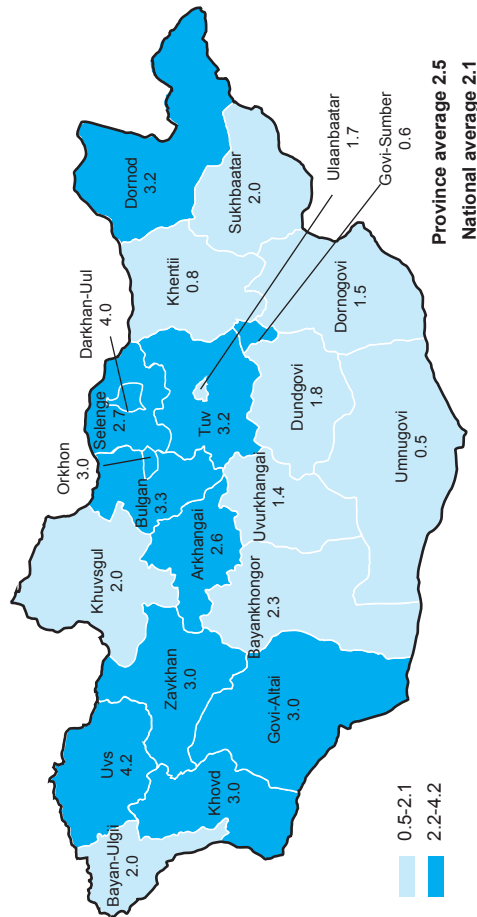 Bayan-Ulgii
2.0
Uvs
4.2
Khovd
3.0
Zavkhan
3.0
Govi-Altai
3.0
Khuvsgul
2.0
Orkhon
3.0
Bulgan
3.3
Arkhangai
2.6
Bayankhongor
2.3
Uvurkhangai
1.4
Selenge
2.7
Darkhan-Uul
4.0
Tuv
3.2
Khentii
0.8
Dornod
3.2
Sukhbaatar
2.0
Dundgovi
1.8
Dornogovi
1.5
Umnugovi
0.5
Ulaanbaatar
1.7
Govi-Sumber
0.6
0.5-2.1
2.2-4.2
Province average 2.5
National average 2.1